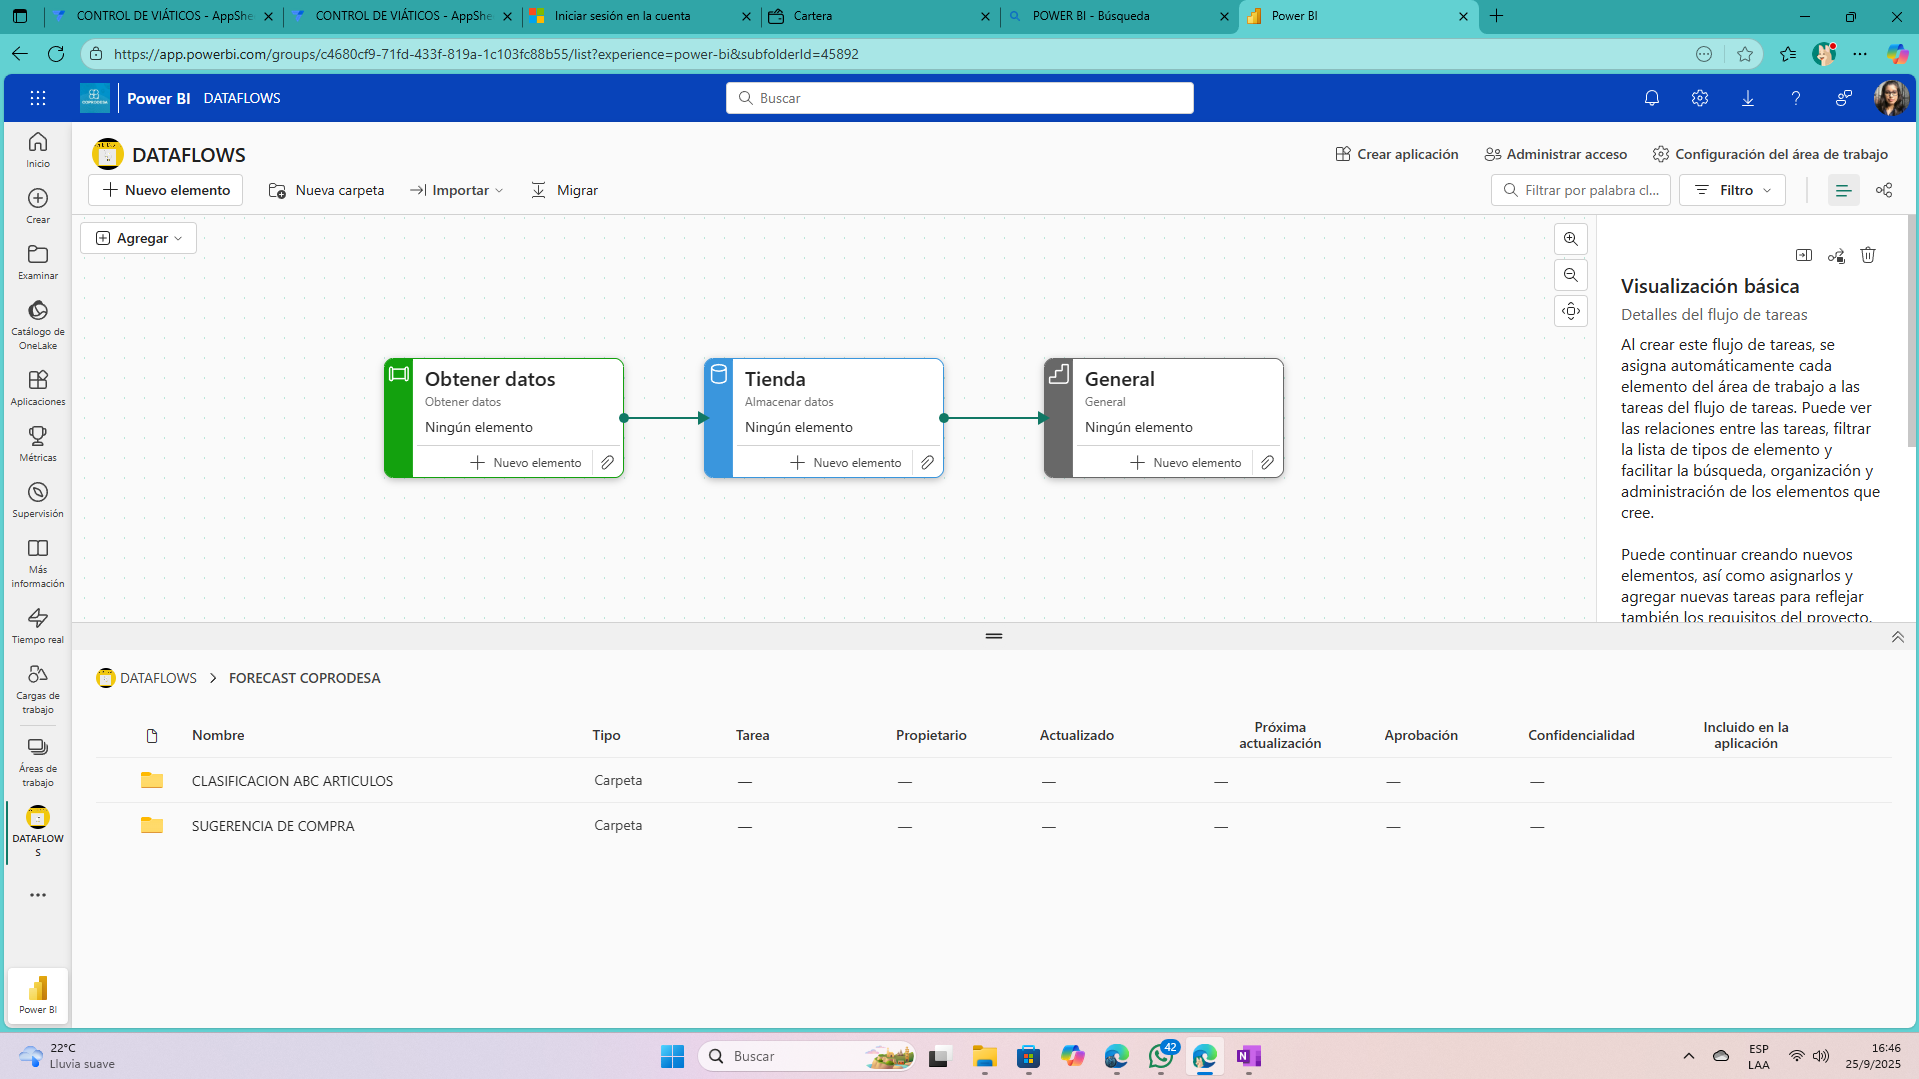 CONTROL DE VIÁTICOS - AppShe
CONTROL DE VIÁTICOS - AppShe
Iniciar sesión en la cuenta
Cartera
POWER BI - Búsqueda
Power BI
https://app.powerbi.com/groups/c4680cf9-71fd-433f-819a-1c103fc88b55/list?experience=power-bi&subfolderId=45892
COPRODESA
Power BI
DATAFLOWS
Buscar
Inicio
Crear
Examinar
Catálogo de
OneLake
Aplicaciones
Métricas
Supervisión
Más
información
Tiempo real
Cargas de
trabajo
Áreas de
trabajo
DATAFLOW
S
Power BI
DATAFLOWS
Crear aplicación
Administrar acceso
Configuración del área de trabajo
Nuevo elemento
Nueva carpeta
Importar
Migrar
Filtrar por palabra cl...
Filtro
Agregar
Obtener datos
Obtener datos
Ningún elemento
Nuevo elemento
Tienda
Almacenar datos
Ningún elemento
Nuevo elemento
General
General
Ningún elemento
Nuevo elemento
Visualización básica
Detalles del flujo de tareas
Al crear este flujo de tareas, se
asigna automáticamente cada
elemento del área de trabajo a las
tareas del flujo de tareas. Puede ver
las relaciones entre las tareas, filtrar
la lista de tipos de elemento y
facilitar la búsqueda, organización y
administración de los elementos que
cree.
Puede continuar creando nuevos
elementos, así como asignarlos y
agregar nuevas tareas para reflejar
también los requisitos del proyecto.
DATAFLOWS > FORECAST COPRODESA
Nombre
Tipo
Tarea
Propietario
Actualizado
Próxima
actualización
Aprobación
Confidencialidad
Incluido en la
aplicación
CLASIFICACION ABC ARTICULOS
Carpeta
—
—
—
—
—
—
SUGERENCIA DE COMPRA
Carpeta
—
—
—
—
—
—
22°C
Lluvia suave
Buscar
42
ESP
LAA
16:46
25/9/2025